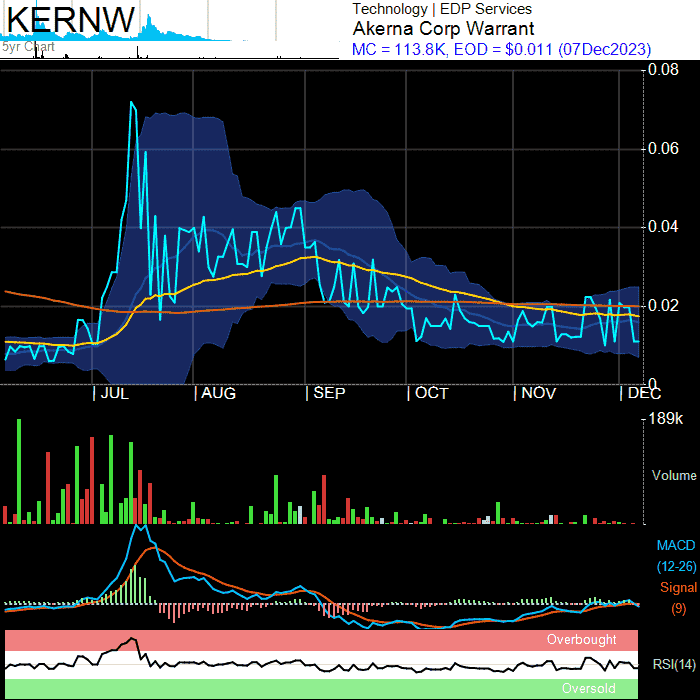 KERNW
5yr Chart
Technology | EDP Services
Akerna Corp Warrant
MC = 113.8K, EOD = $0.011 (07Dec2023)
0.08
0.06
0.04
0.02
0
| JUL | AUG | SEP | OCT | NOV | DEC
189k
Volume
MACD
(12-26)
Signal
(9)
Overbought
RSI(14)
Oversold